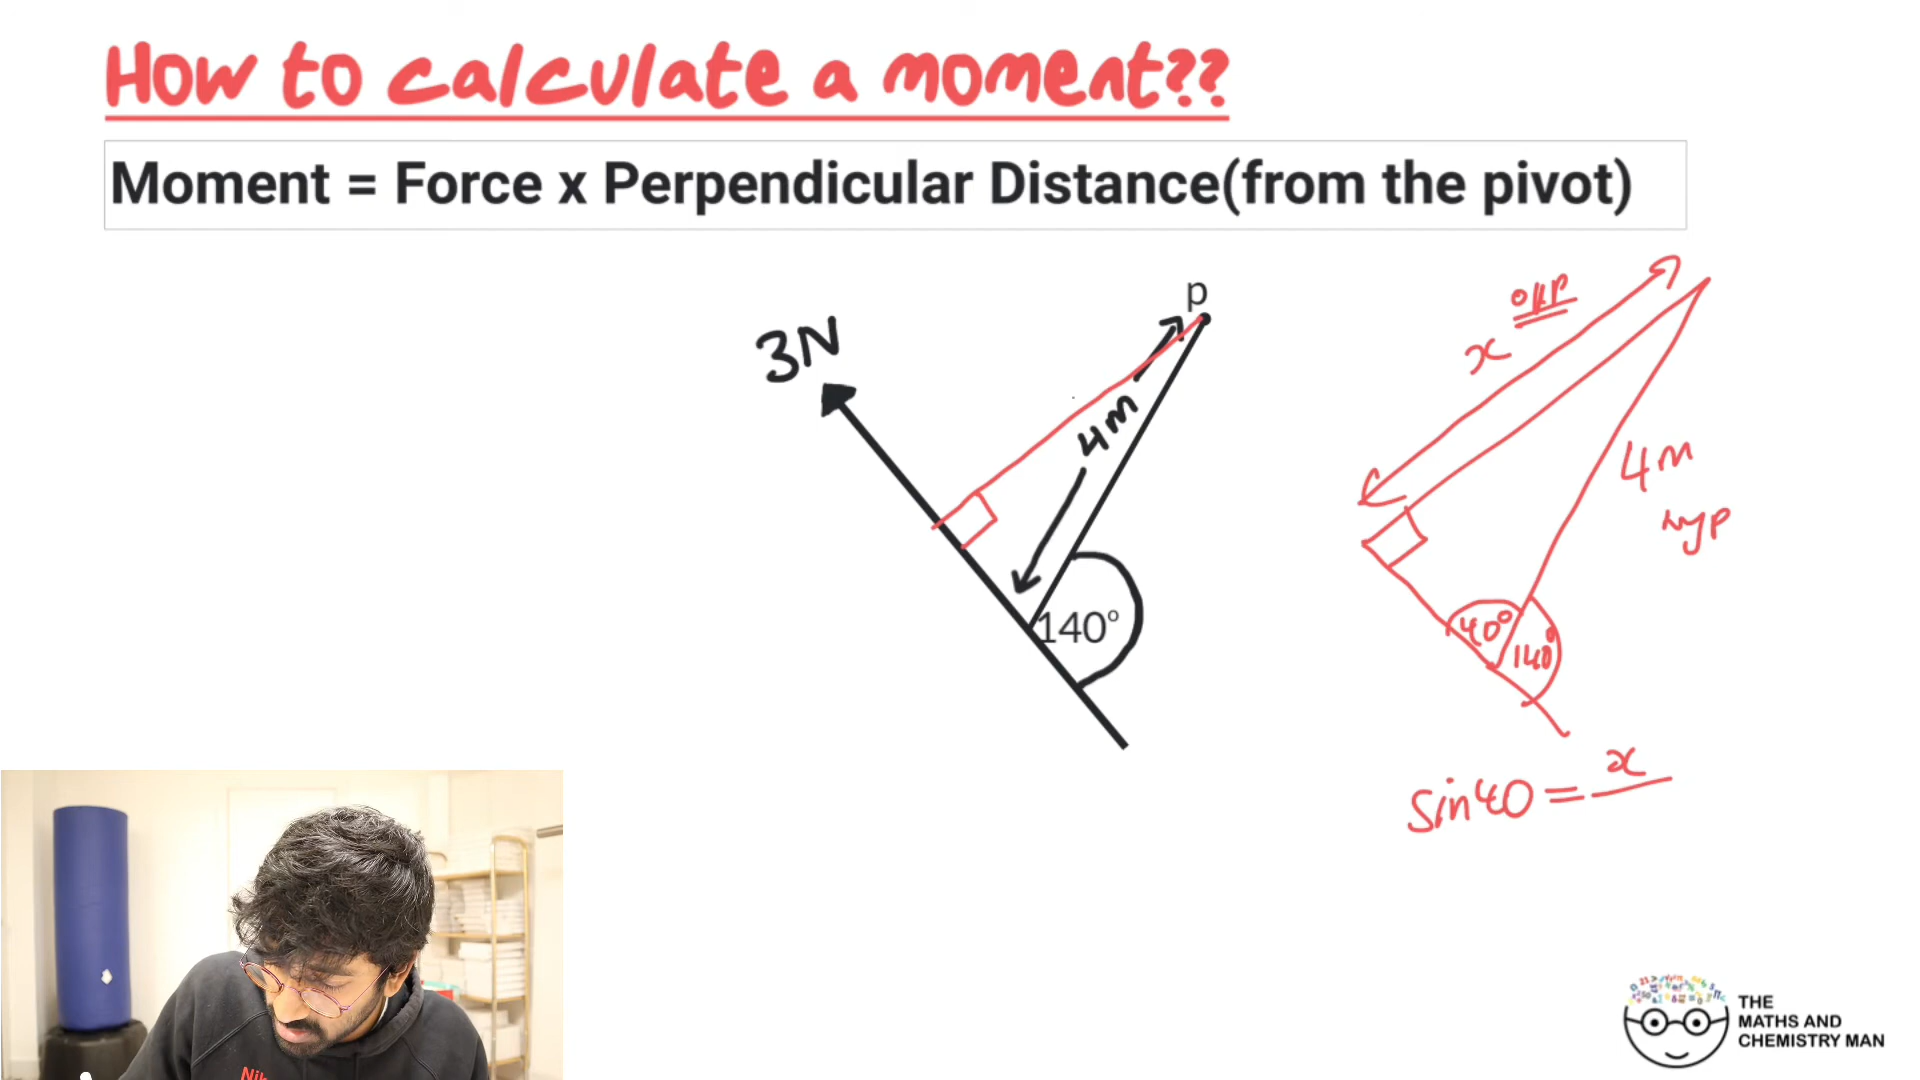 How to calculate a moment??
Moment = Force x Perpendicular Distance(from the pivot)
p
3N
4m
140°
x opp
4m
hyp
40°
140°
sin40 = x
Nik
THE
MATHS AND
CHEMISTRY MAN